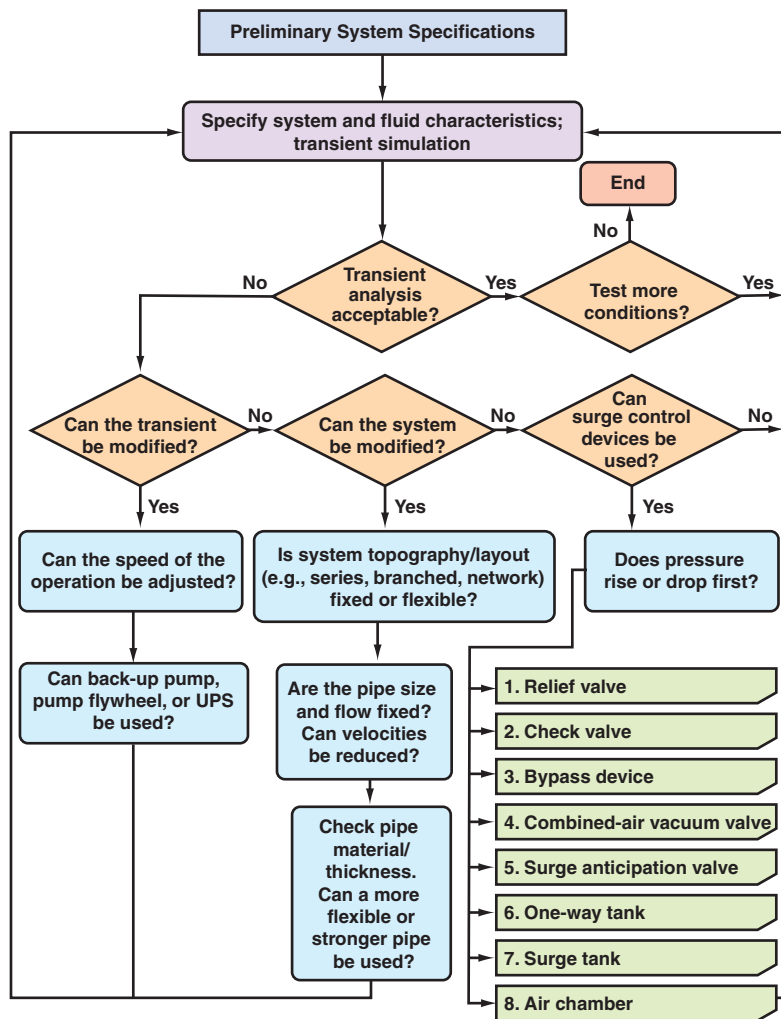 Preliminary System Specifications
Specify system and fluid characteristics;
transient simulation
End
No
No
Transient
analysis
acceptable?
Yes
Test more
conditions?
Yes
Can the transient
be modified?
No
Can the system
be modified?
No
Can
surge control
devices be
used?
No
Yes
Yes
Yes
Can the speed of the
operation be adjusted?
Is system topography/layout
(e.g., series, branched, network)
fixed or flexible?
Does pressure
rise or drop first?
Can back-up pump,
pump flywheel, or UPS
be used?
Are the pipe size
and flow fixed?
Can velocities
be reduced?
Check pipe
material/
thickness.
Can a more
flexible or
stronger pipe
be used?
1. Relief valve
2. Check valve
3. Bypass device
4. Combined-air vacuum valve
5. Surge anticipation valve
6. One-way tank
7. Surge tank
8. Air chamber